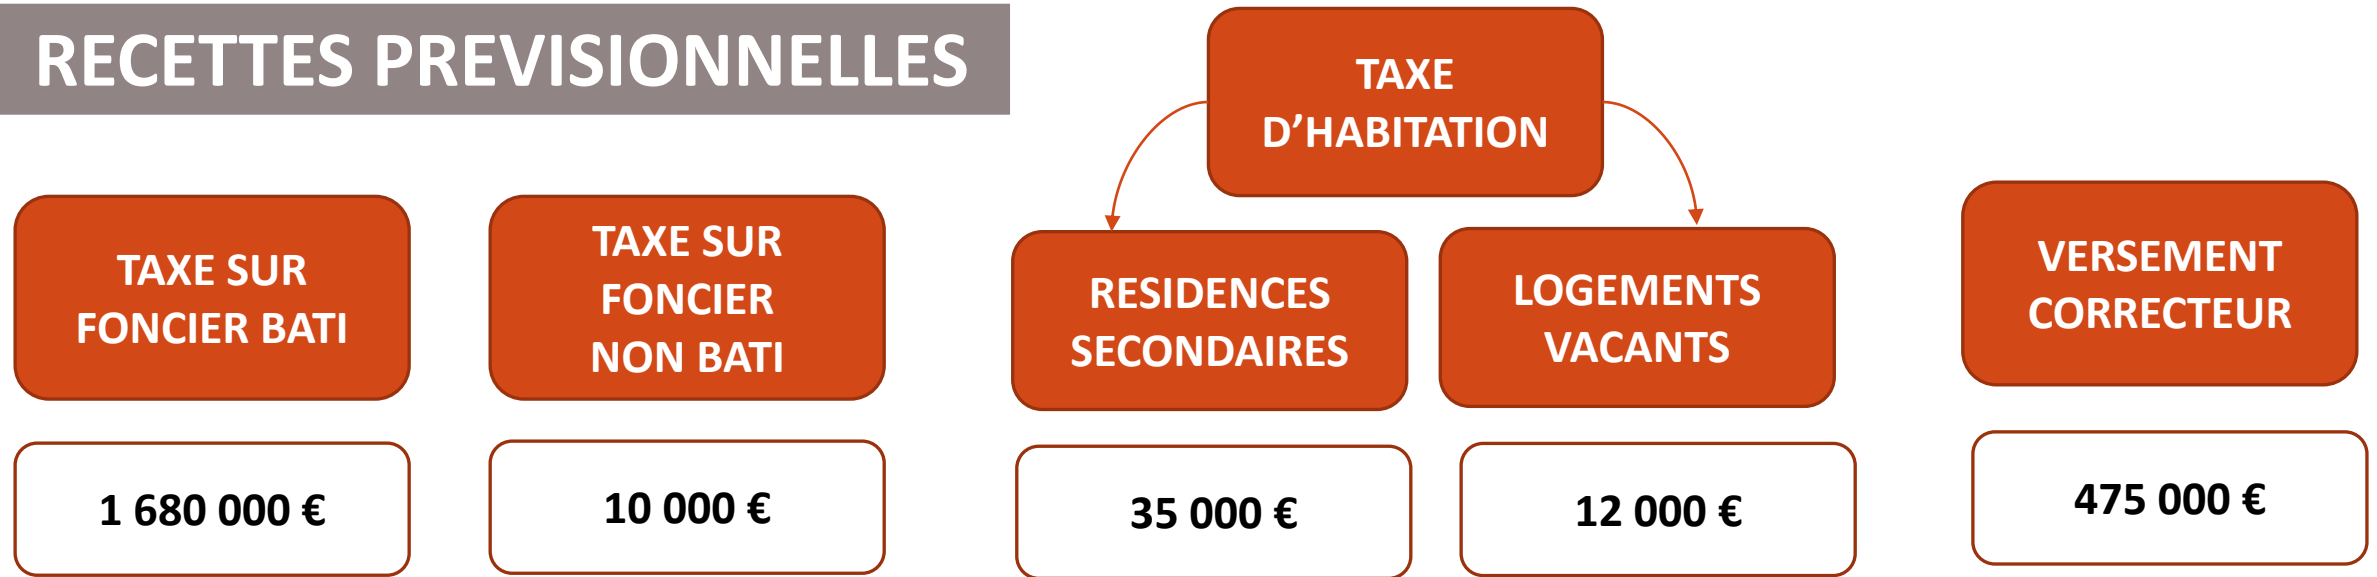 RECETTES PREVISIONNELLES
TAXE
D’HABITATION
TAXE SUR
FONCIER BATI
TAXE SUR
FONCIER
NON BATI
RESIDENCES
SECONDAIRES
LOGEMENTS
VACANTS
VERSEMENT
CORRECTEUR
1 680 000 €
10 000 €
35 000 €
12 000 €
475 000 €